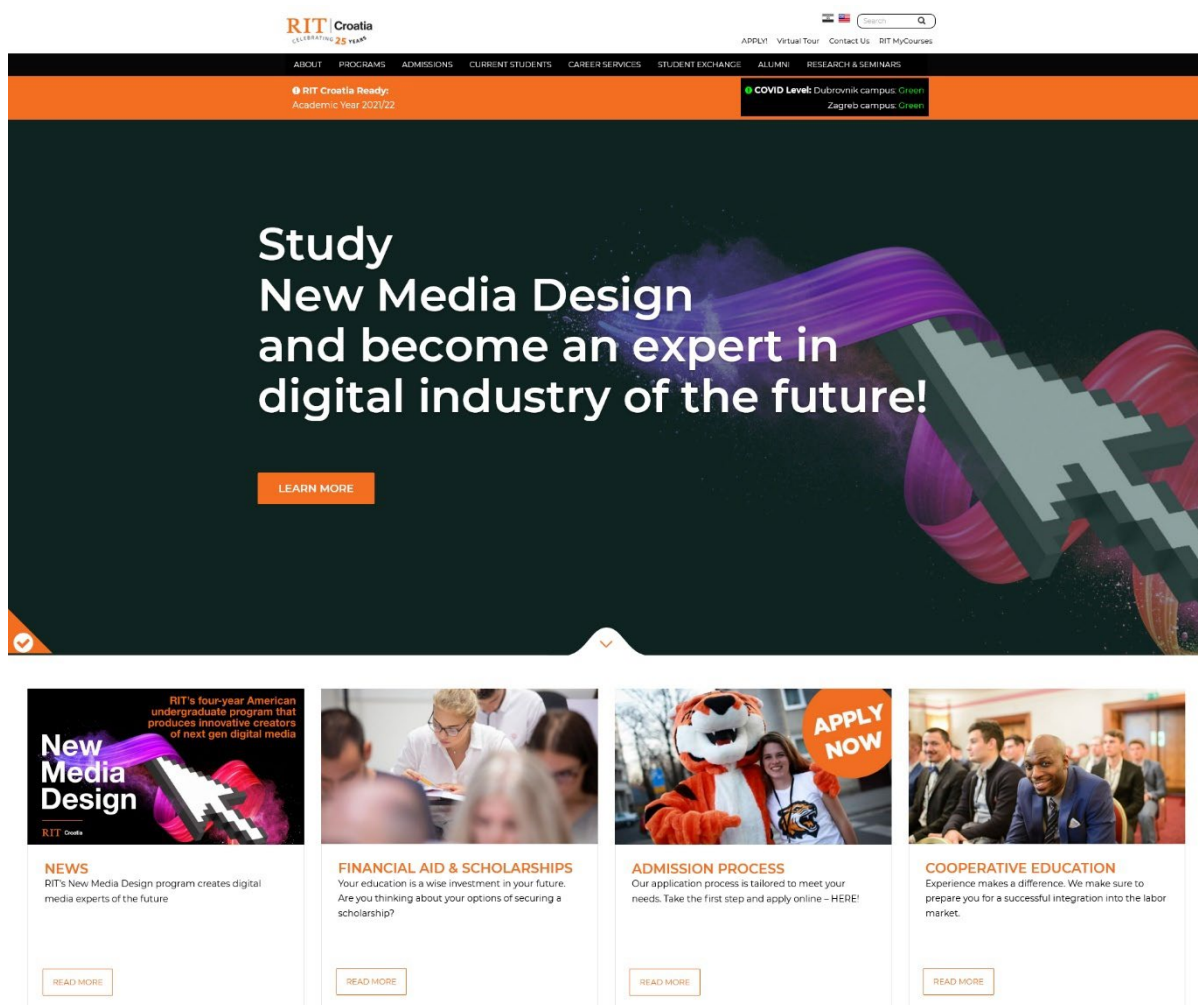 RIT Croatia
CELEBRATING 25 YEARS
Search
APPLY! Virtual Tour Contact Us RIT MyCourses
ABOUT PROGRAMS ADMISSIONS CURRENT STUDENTS CAREER SERVICES STUDENT EXCHANGE ALUMNI RESEARCH & SEMINARS
RIT Croatia Ready:
Academic Year 2021/22
COVID Level: Dubrovnik campus: Green
Zagreb campus: Green
Study
New Media Design
and become an expert in
digital industry of the future!
LEARN MORE
RIT's four-year American
undergraduate program that
produces innovative creators
of next gen digital media
New
Media
Design
RIT Croatia
NEWS
RIT's New Media Design program creates digital
media experts of the future
READ MORE
FINANCIAL AID & SCHOLARSHIPS
Your education is a wise investment in your future.
Are you thinking about your options of securing a
scholarship?
READ MORE
APPLY
NOW
ADMISSION PROCESS
Our application process is tailored to meet your
needs. Take the first step and apply online – HERE!
READ MORE
COOPERATIVE EDUCATION
Experience makes a difference. We make sure to
prepare you for a successful integration into the labor
market.
READ MORE